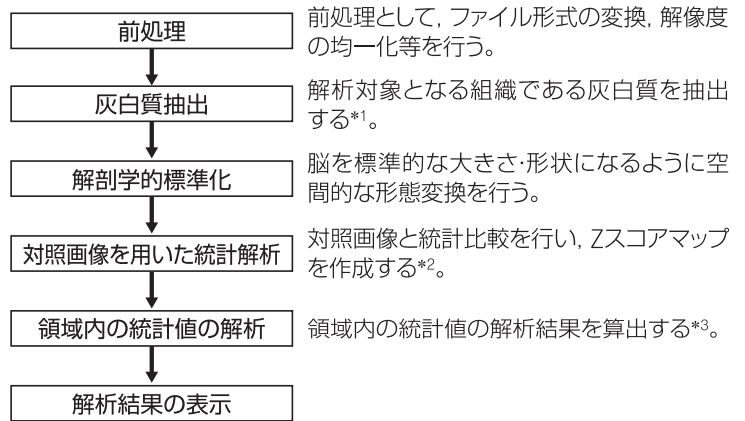 前処理
前処理として, ファイル形式の変換, 解像度
の均一化等を行う。
灰白質抽出
解析対象となる組織である灰白質を抽出
する*1。
解剖学的標準化
脳を標準的な大きさ・形状になるように空
間的な形態変換を行う。
対照画像を用いた統計解析
対照画像と統計比較を行い, Zスコアマップ
を作成する*2。
領域内の統計値の解析
領域内の統計値の解析結果を算出する*3。
解析結果の表示